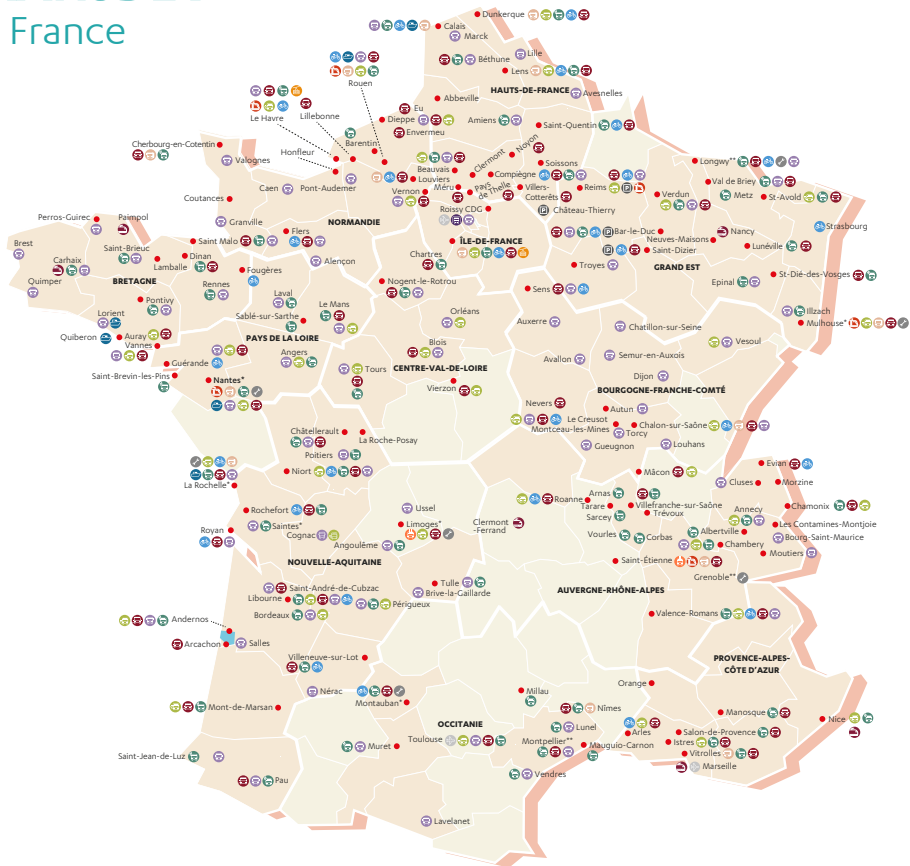 France
Dunkerque
Calais
Marck
Lille
Béthune
Lens
HAUTS-DE-FRANCE
Avesnelles
Rouen
Le Havre
Lillebonne
Abbeville
Eu
Dieppe
Envermeu
Amiens
Saint-Quentin
Cherbourg-en-Cotentin
Valognes
Honfleur
Barentin
Pont-Audemer
Caen
Beauvais
Louviers
Vernon
Méru
Clermont
Noyon
Compiègne
Pays de Thelle
Soissons
Villers-
Cotterêts
Roissy CDG
Château-Thierry
Reims
Longwy**
Val de Briey
Metz
Verdun
St-Avold
Coutances
Granville
NORMANDIE
Flers
Alençon
Chartres
ÎLE-DE-FRANCE
Bar-le-Duc
Saint-Dizier
Neuves-Maisons
Nancy
Lunéville
Strasbourg
Perros-Guirec
Paimpol
Brest
Carhaix
Saint-Brieuc
Saint Malo
Dinan
Lamballe
Fougères
Quimper
BRETAGNE
Rennes
Pontivy
Lorient
Quiberon
Auray
Vannes
Nogent-le-Rotrou
Troyes
GRAND EST
Epinal
St-Dié-des-Vosges
Sens
Illzach
Mulhouse*
Laval
Sablé-sur-Sarthe
Le Mans
PAYS DE LA LOIRE
Orléans
Blois
Auxerre
Chatillon-sur-Seine
Vesoul
Guérande
Saint-Brevin-les-Pins
Nantes*
Angers
Tours
CENTRE-VAL-DE-LOIRE
Vierzon
Avallon
Semur-en-Auxois
Dijon
BOURGOGNE-FRANCHE-COMTÉ
Nevers
Autun
Le Creusot
Montceau-les-Mines
Torcy
Gueugnon
Chalon-sur-Saône
Louhans
Châtellerault
La Roche-Posay
Poitiers
Niort
La Rochelle*
Mâcon
Evian
Cluses
Morzine
Chamonix
Annecy
Les Contamines-Montjoie
Bourg-Saint-Maurice
Albertville
Chambery
Moutiers
Rochefort
Royan
Saintes*
Cognac
Angoulême
Ussel
Limoges*
Clermont
-Ferrand
Roanne
Arnas
Tarare
Villefranche-sur-Saône
Sarcey
Trévoux
Vourles
Corbas
Saint-Étienne
Grenoble**
NOUVELLE-AQUITAINE
AUVERGNE-RHÔNE-ALPES
Saint-André-de-Cubzac
Libourne
Bordeaux
Périgueux
Tulle
Brive-la-Gaillarde
Valence-Romans
Andernos
Arcachon
Salles
Villeneuve-sur-Lot
Nérac
Montauban*
PROVENCE-ALPES-
CÔTE D'AZUR
Orange
Millau
Nîmes
Mont-de-Marsan
OCCITANIE
Toulouse
Lunel
Montpellier**
Mauguio-Carnon
Arles
Manosque
Salon-de-Provence
Istres
Vitrolles
Marseille
Nice
Saint-Jean-de-Luz
Pau
Muret
Vendres
Lavelanet